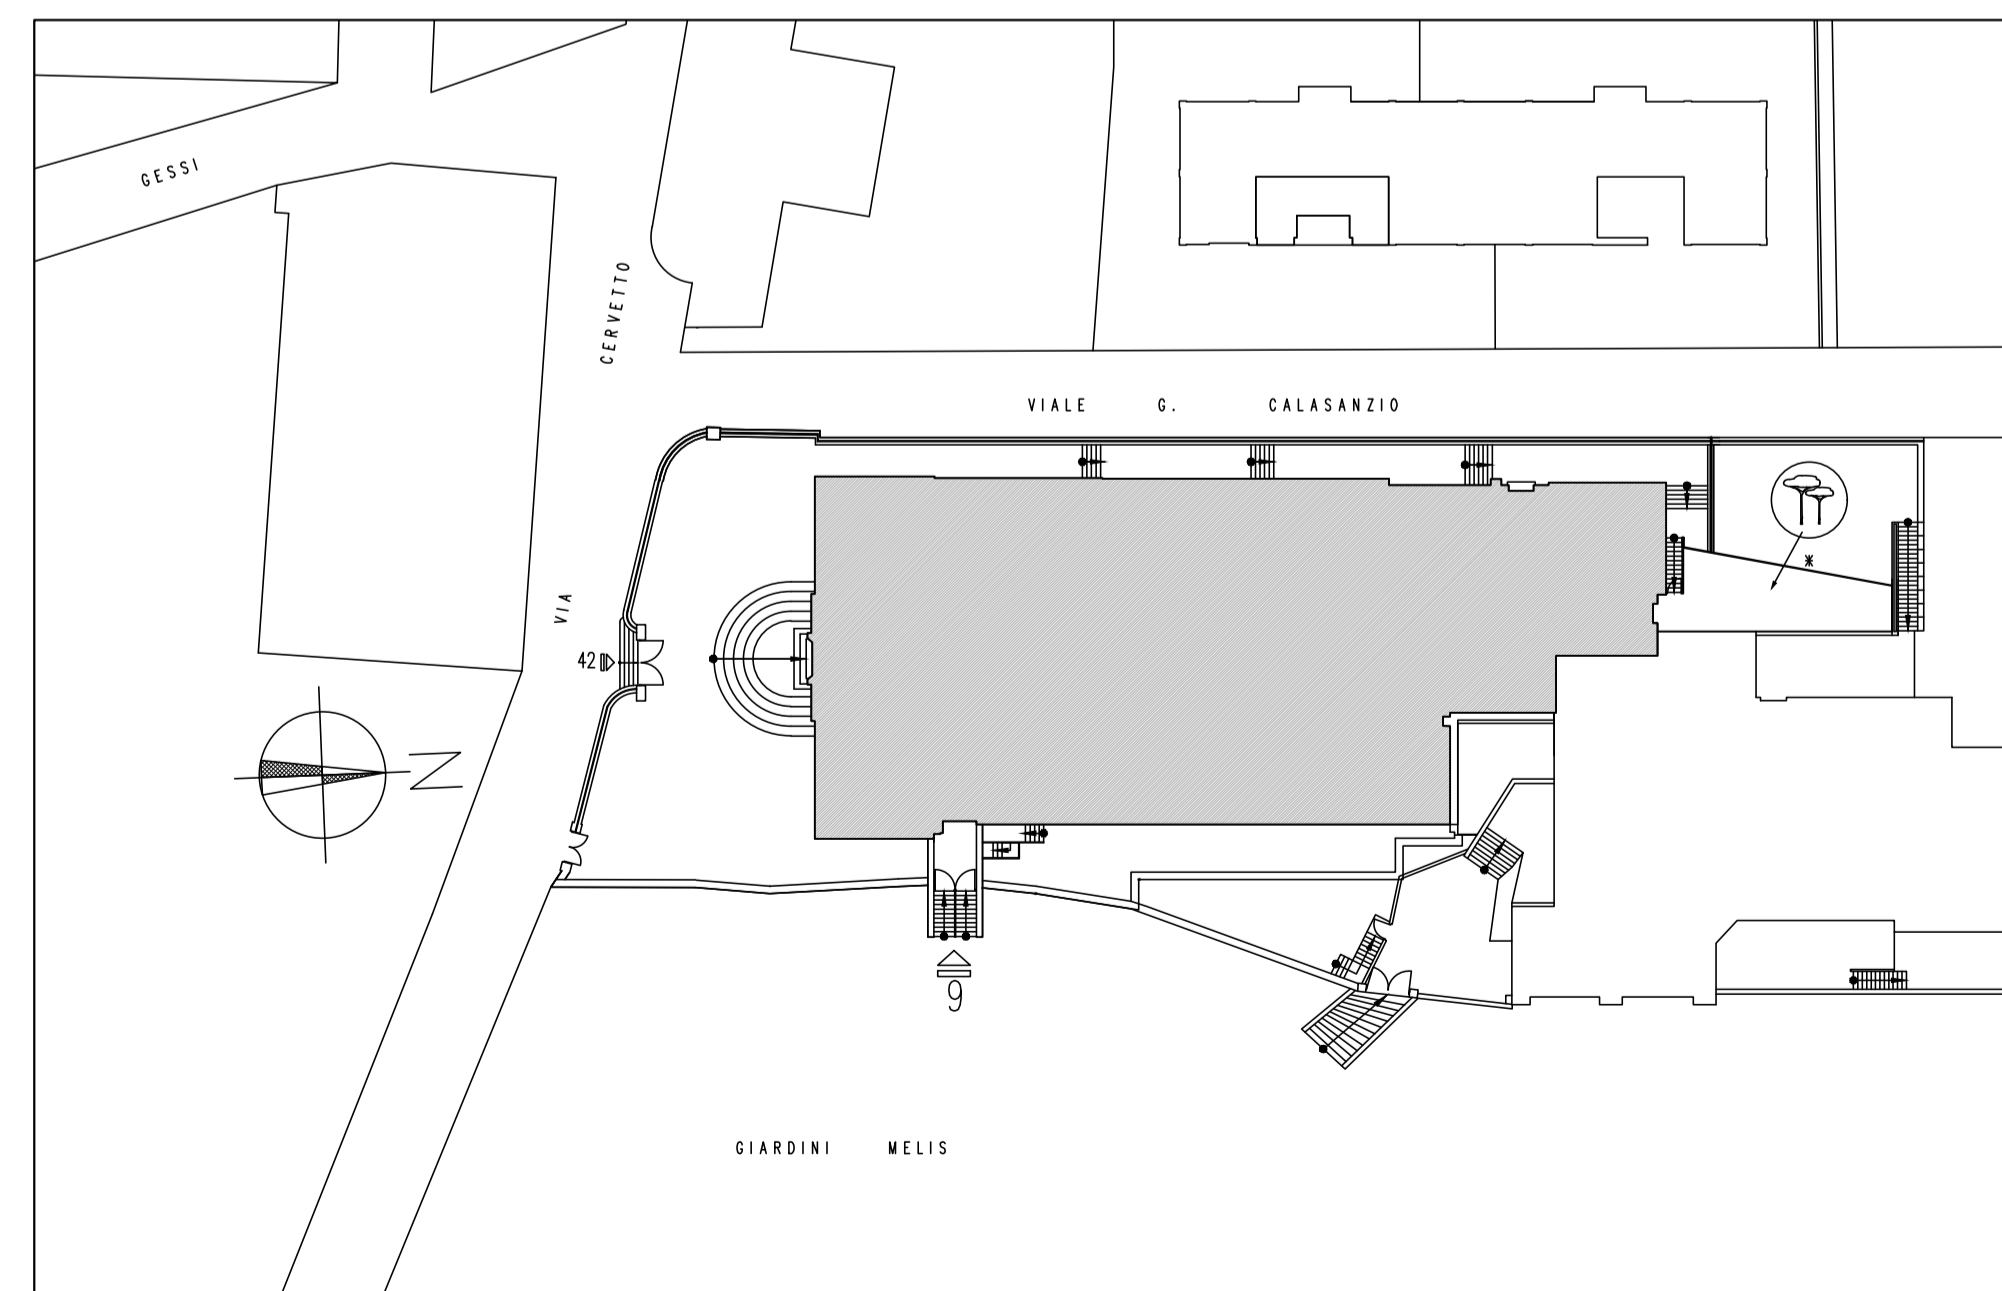 GESSI
CERVETTO
VIALE G. CALASANZIO
VIA
42
N
9
GIARDINI MELIS